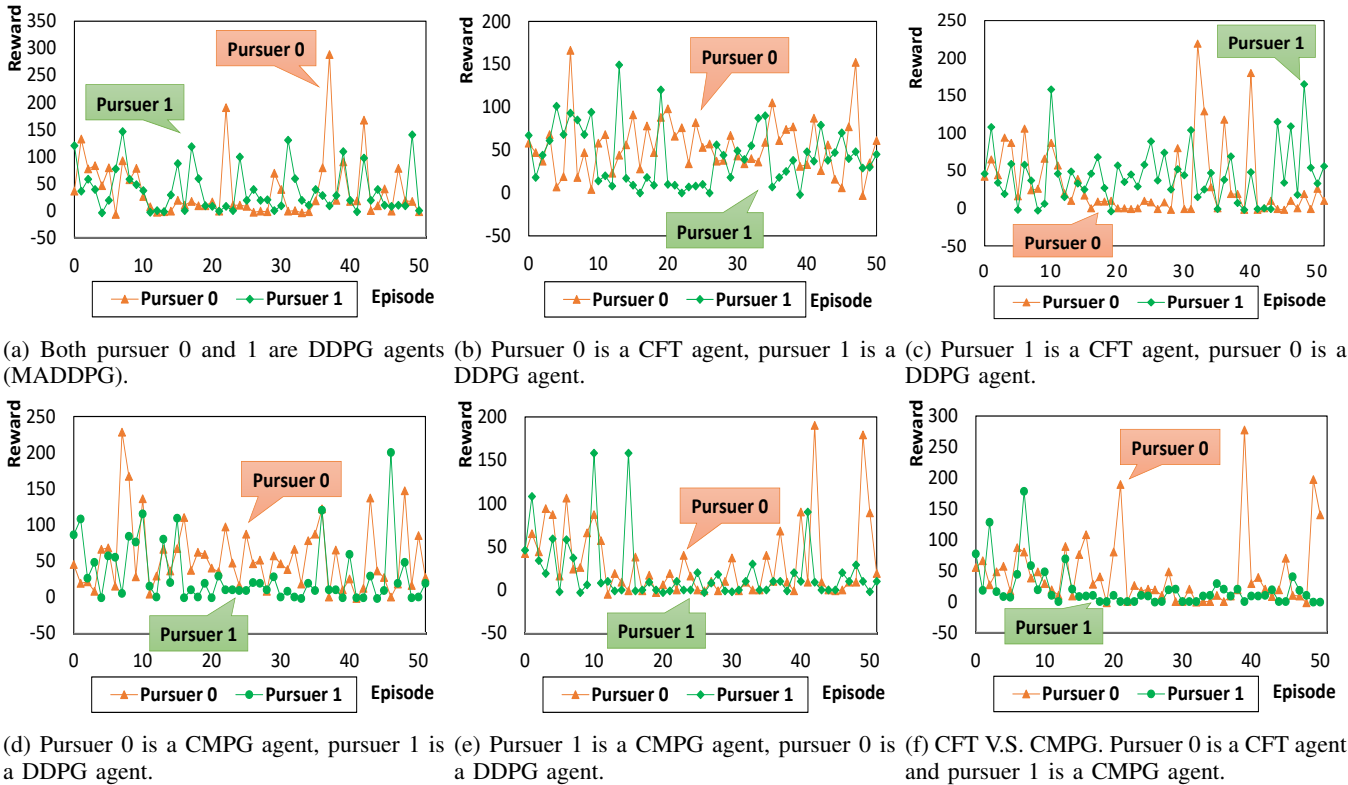 Reward
350
300
250
200
150
100
50
0
-50
Pursuer 0
Pursuer 1
0 10 20 30 40 50
Pursuer 0 Pursuer 1 Episode
(a) Both pursuer 0 and 1 are DDPG agents
(MADDPG).
Reward
200
150
100
50
0
-50
Pursuer 0
Pursuer 1
0 10 20 30 40 50
Pursuer 0 Pursuer 1 Episode
(b) Pursuer 0 is a CFT agent, pursuer 1 is a
DDPG agent.
Reward
250
200
150
100
50
0
-50
Pursuer 1
Pursuer 0
0 10 20 30 40 50
Pursuer 0 Pursuer 1 Episode
(c) Pursuer 1 is a CFT agent, pursuer 0 is a
DDPG agent.
Reward
250
200
150
100
50
0
-50
Pursuer 0
Pursuer 1
0 10 20 30 40 50
Pursuer 0 Pursuer 1 Episode
(d) Pursuer 0 is a CMPG agent, pursuer 1 is
a DDPG agent.
Reward
200
150
100
50
0
-50
Pursuer 0
Pursuer 1
0 10 20 30 40 50
Pursuer 0 Pursuer 1 Episode
(e) Pursuer 1 is a CMPG agent, pursuer 0 is
a DDPG agent.
Reward
300
250
200
150
100
50
0
-50
Pursuer 0
Pursuer 1
0 10 20 30 40 50
Pursuer 0 Pursuer 1 Episode
(f) CFT V.S. CMPG. Pursuer 0 is a CFT agent
and pursuer 1 is a CMPG agent.